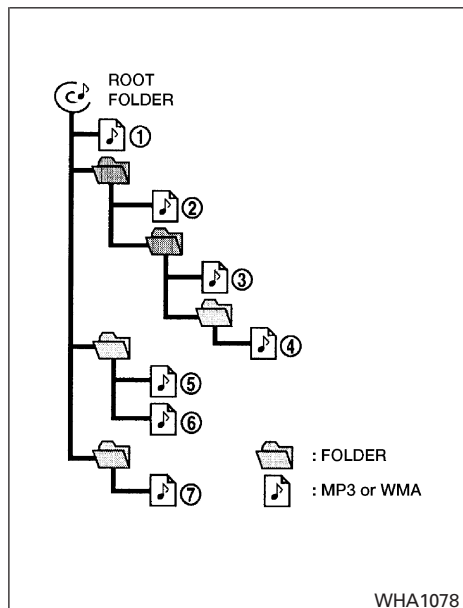 ROOT
FOLDER
①
②
③
④
⑤
⑥
⑦
: FOLDER
: MP3 or WMA
WHA1078